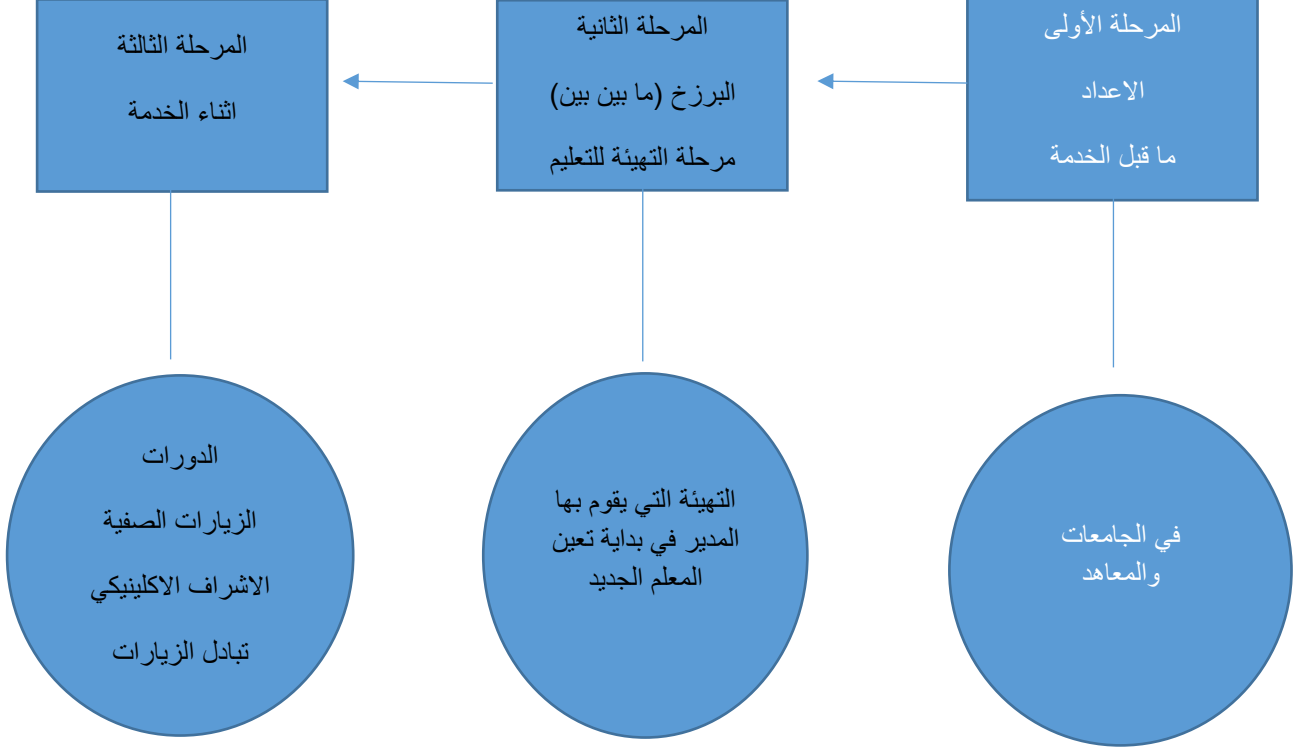 المرحلة الأولى
الاعداد
ما قبل الخدمة
المرحلة الثانية
البرزخ (ما بين بين)
مرحلة التهيئة للتعليم
المرحلة الثالثة
اثناء الخدمة
في الجامعات
والمعاهد
التهيئة التي يقوم بها
المدير في بداية تعين
المعلم الجديد
الدورات
الزيارات الصفية
الاشراف الاكلينيكي
تبادل الزيارات